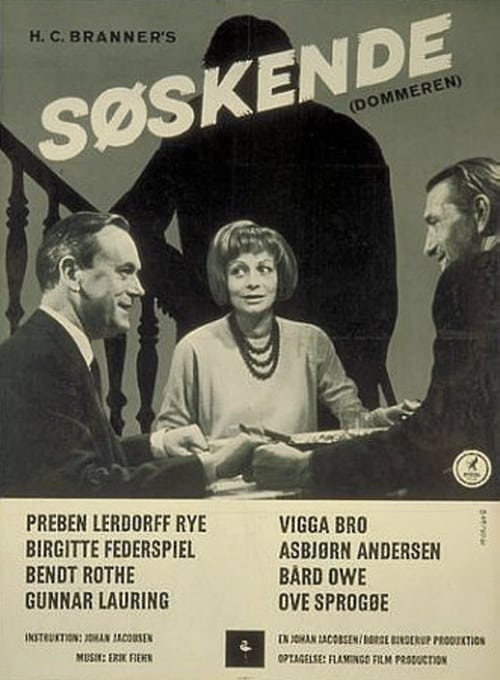 H. C. BRANNER'S
SØSKENDE
(DOMMEREN)
PREBEN LERDORFF RYE
BIRGITTE FEDERSPIEL
BENDT ROTHE
GUNNAR LAURING
VIGGA BRO
ASBJØRN ANDERSEN
BÅRD OWE
OVE SPROGØE
INSTRUKTION: JOHAN JACOBSEN
MUSIK: ERIK FIEHN
EN JOHAN JACOBSEN/BØRGE BINDERUP PRODUKTION
OPTAGELSE: FLAMINGO FILM PRODUCTION